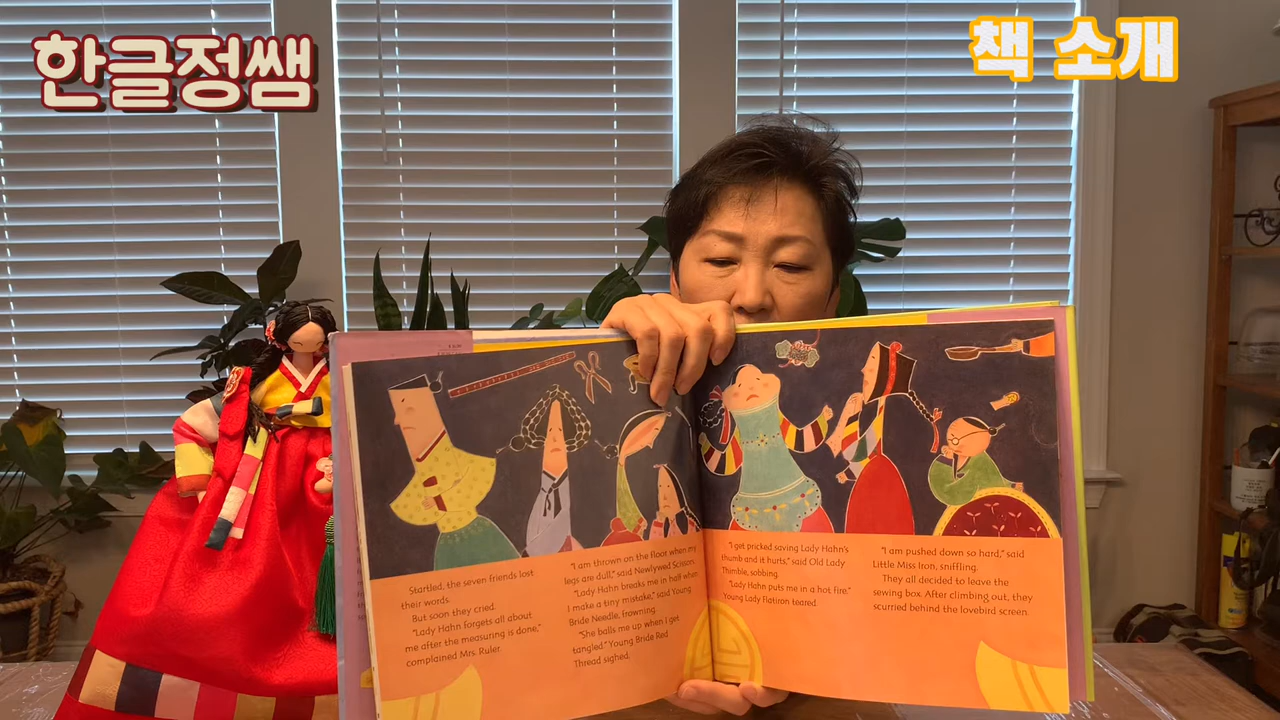 한글정쌤
책 소개
Startled, the seven friends lost
their words.
But soon they cried.
"Lady Hahn forgets all about
me after the measuring is done,"
complained Mrs. Ruler.
"I am thrown on the floor when my
legs are dull," said Newlywed Scissors.
"Lady Hahn breaks me in half when
I make a tiny mistake," said Young
Bride Needle, frowning.
"She balls me up when I get
tangled." Young Bride Red
Thread sighed.
"I get pricked saving Lady Hahn's
thumb and it hurts," said Old Lady
Thimble, sobbing.
"Lady Hahn puts me in a hot fire."
Young Lady Flatiron teared.
"I am pushed down so hard," said
Little Miss Iron, sniffling.
They all decided to leave the
sewing box. After climbing out, they
scurried behind the lovebird screen.